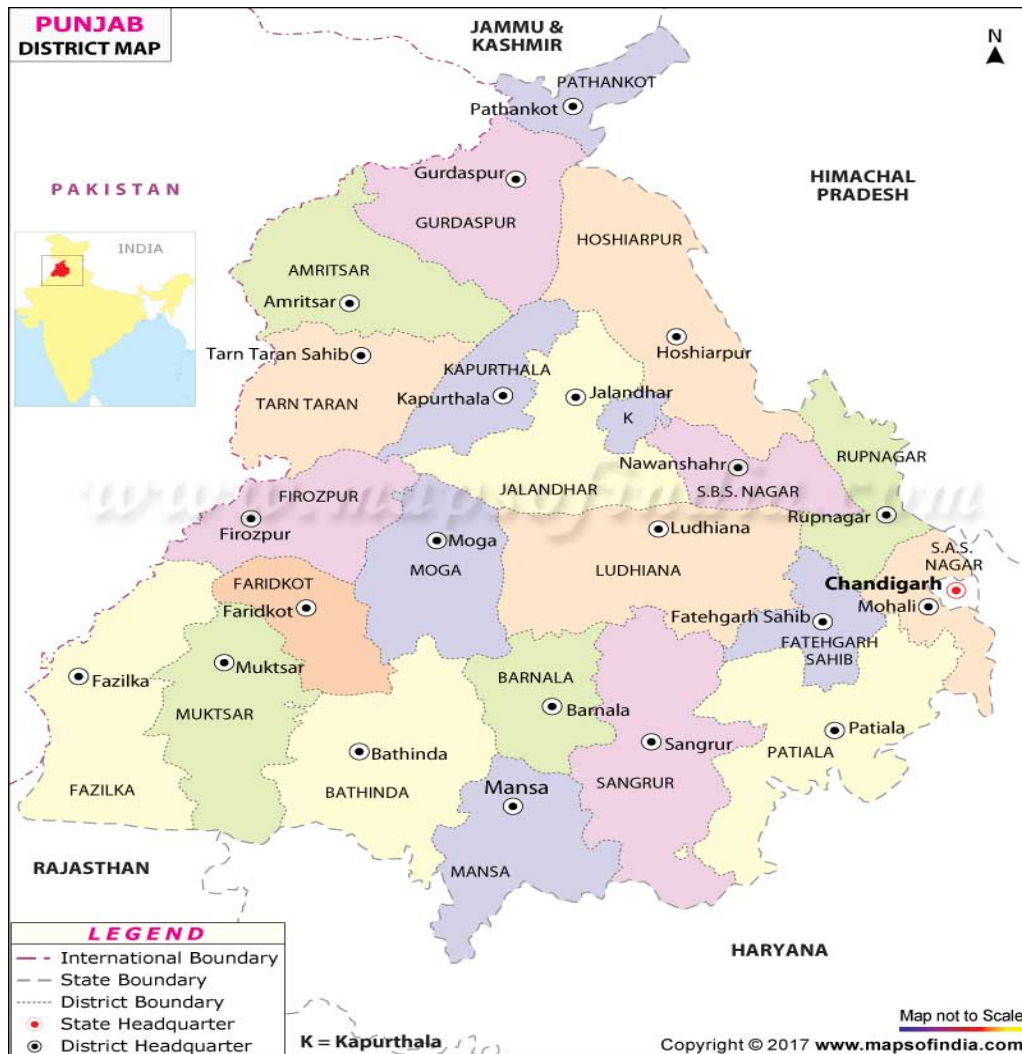 PUNJAB
DISTRICT MAP
JAMMU &
KASHMIR
N
PATHANKOT
Pathankot
HIMACHAL
PRADESH
PAKISTAN
Gurdaspur
GURDASPUR
HOSHIARPUR
INDIA
AMRITSAR
Amritsar
Hoshiarpur
Tarn Taran Sahib
TARN TARAN
KAPURTHALA
Kapurthala
Jalandhar
K
RUPNAGAR
Nawanshahr
S.B.S. NAGAR
JALANDHAR
www.mapsofindia.com
FIROZPUR
Firozpur
Rupnagar
Ludhiana
Moga
MOGA
LUDHIANA
S.A.S.
NAGAR
Chandigarh
Mohali
FARIDKOT
Faridkot
Fatehgarh Sahib
FATEHGARH
SAHIB
Fazilka
Muktsar
MUKTSAR
BARNALA
Barnala
Patiala
PATIALA
Sangrur
SANGRUR
Bathinda
BATHINDA
FAZILKA
Mansa
MANSA
RAJASTHAN
HARYANA
LEGEND
International Boundary
State Boundary
District Boundary
State Headquarter
District Headquarter
K = Kapurthala
Map not to Scale
Copyright © 2017 www.mapsofindia.com